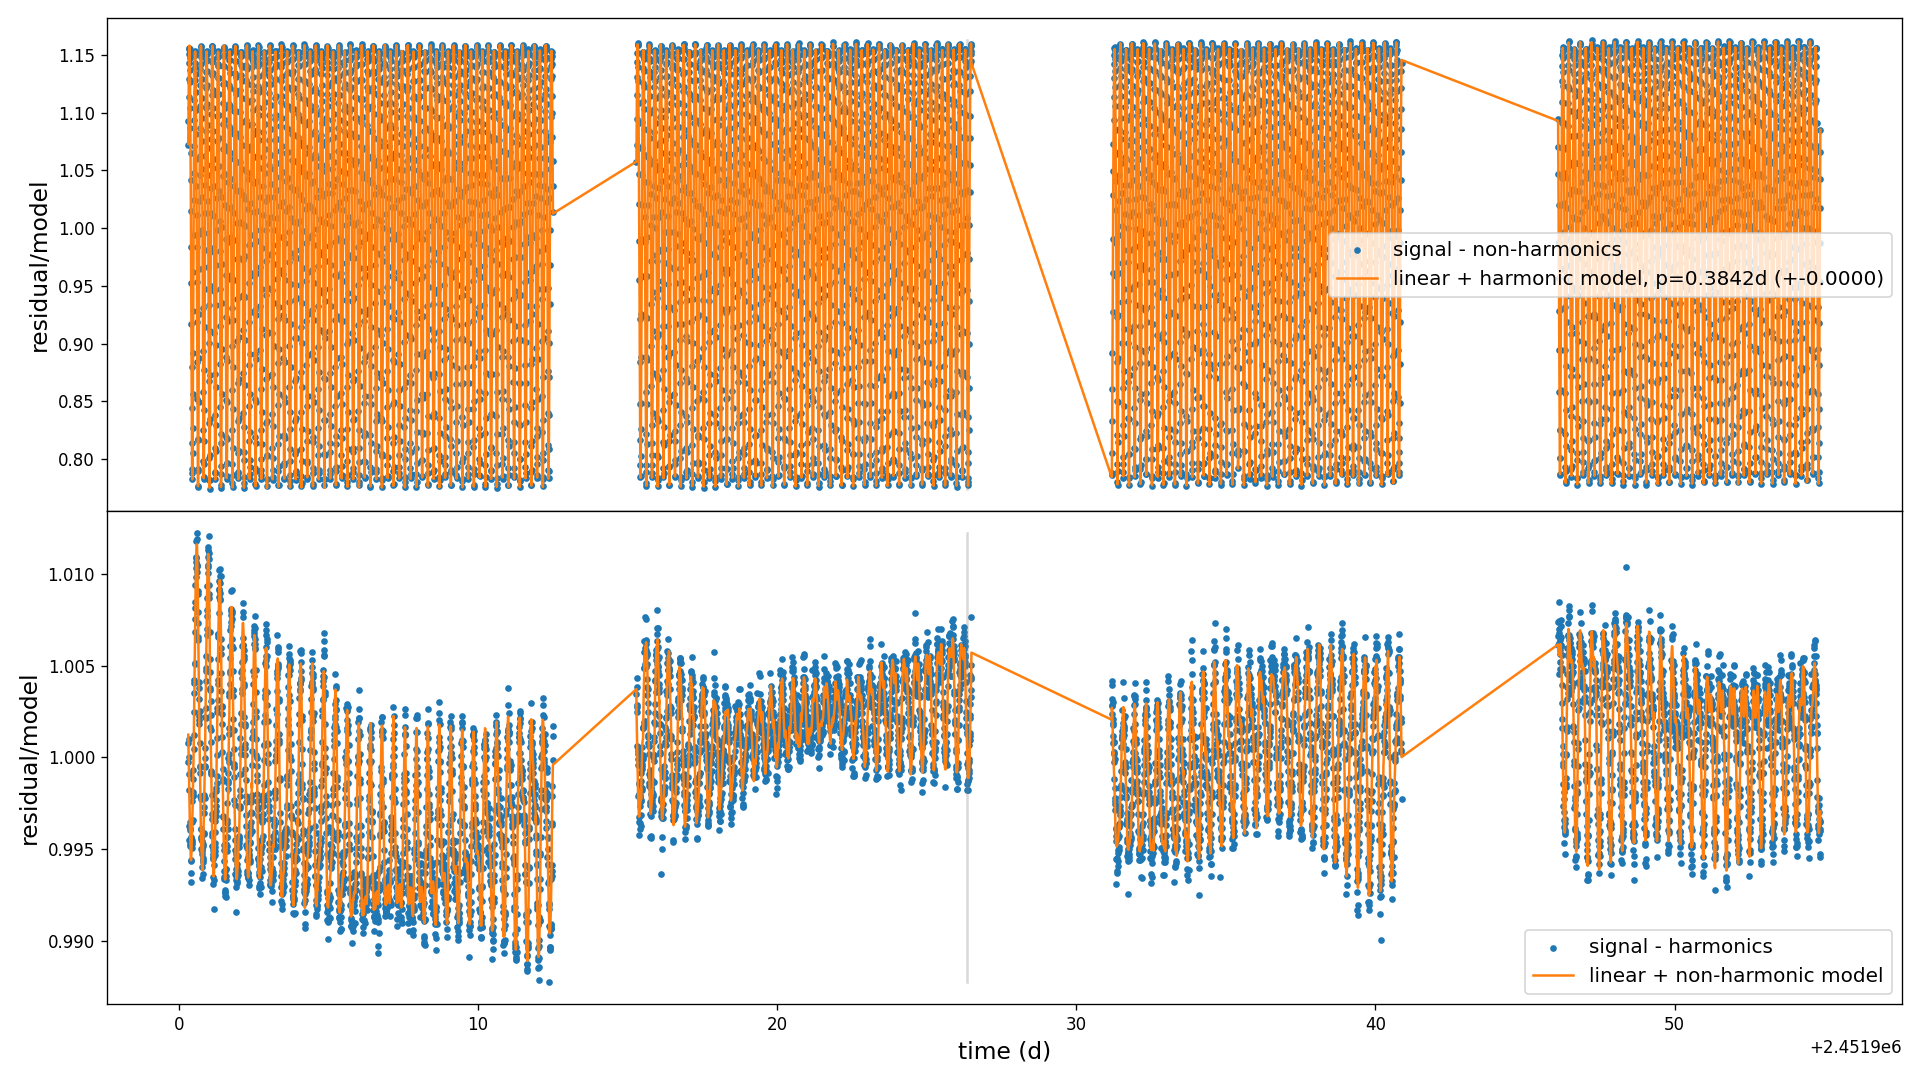 1.15
1.10
1.05
1.00
0.95
0.90
0.85
0.80
residual/model
signal - non-harmonics
linear + harmonic model, p=0.3842d (+-0.0000)
1.010
1.005
1.000
0.995
0.990
residual/model
signal - harmonics
linear + non-harmonic model
0 10 20 30 40 50
time (d)
+2.4519e6